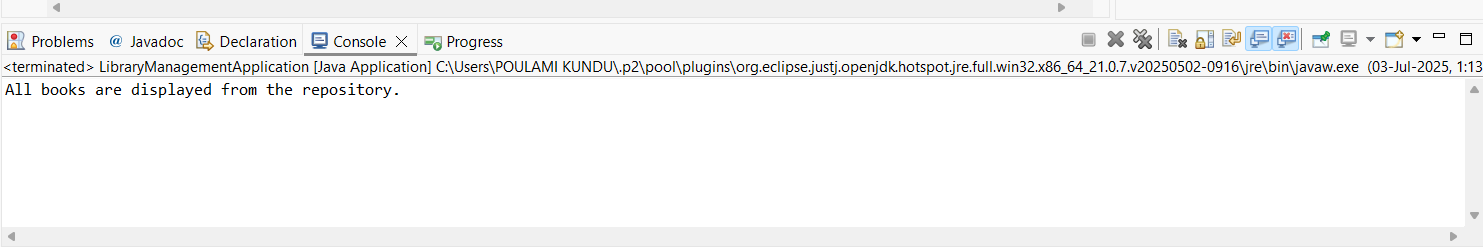 Problems @ Javadoc Declaration Console Progress
<terminated> LibraryManagementApplication [Java Application] C:\Users\POULAMI KUNDU\.p2\pool\plugins\org.eclipse.justj.openjdk.hotspot.jre.full.win32.x86_64_21.0.7.v20250502-0916\jre\bin\javaw.exe (03-Jul-2025, 1:13
All books are displayed from the repository.